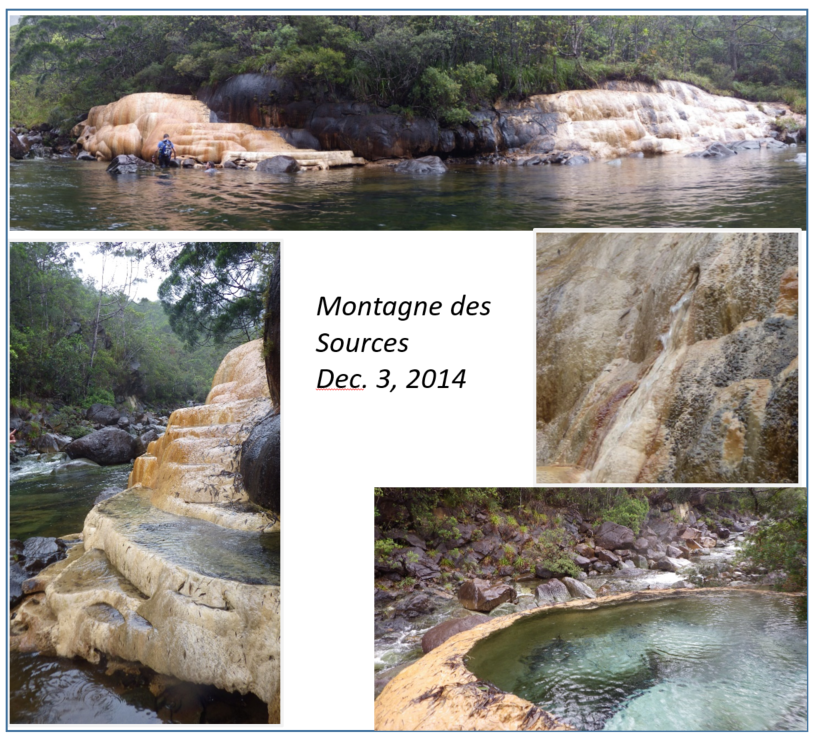 Montagne des
Sources
Dec. 3, 2014